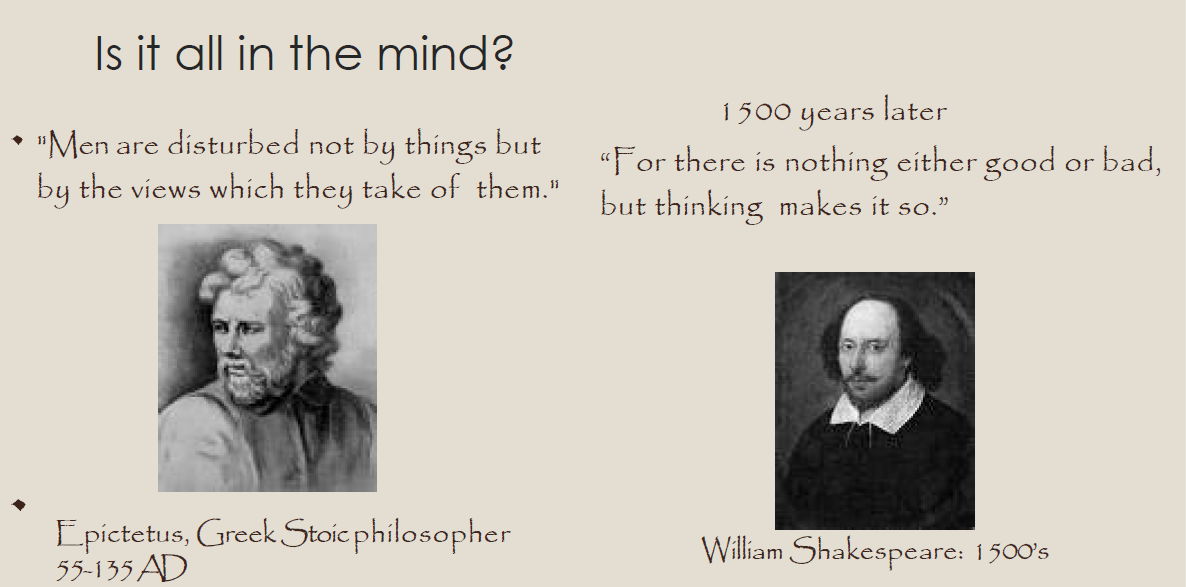 Is it all in the mind?
"Men are disturbed not by things but
by the views which they take of them."
Epictetus, Greek Stoic philosopher
55-135 AD
1500 years later
“For there is nothing either good or bad,
but thinking makes it so.”
William Shakespeare: 1500’s